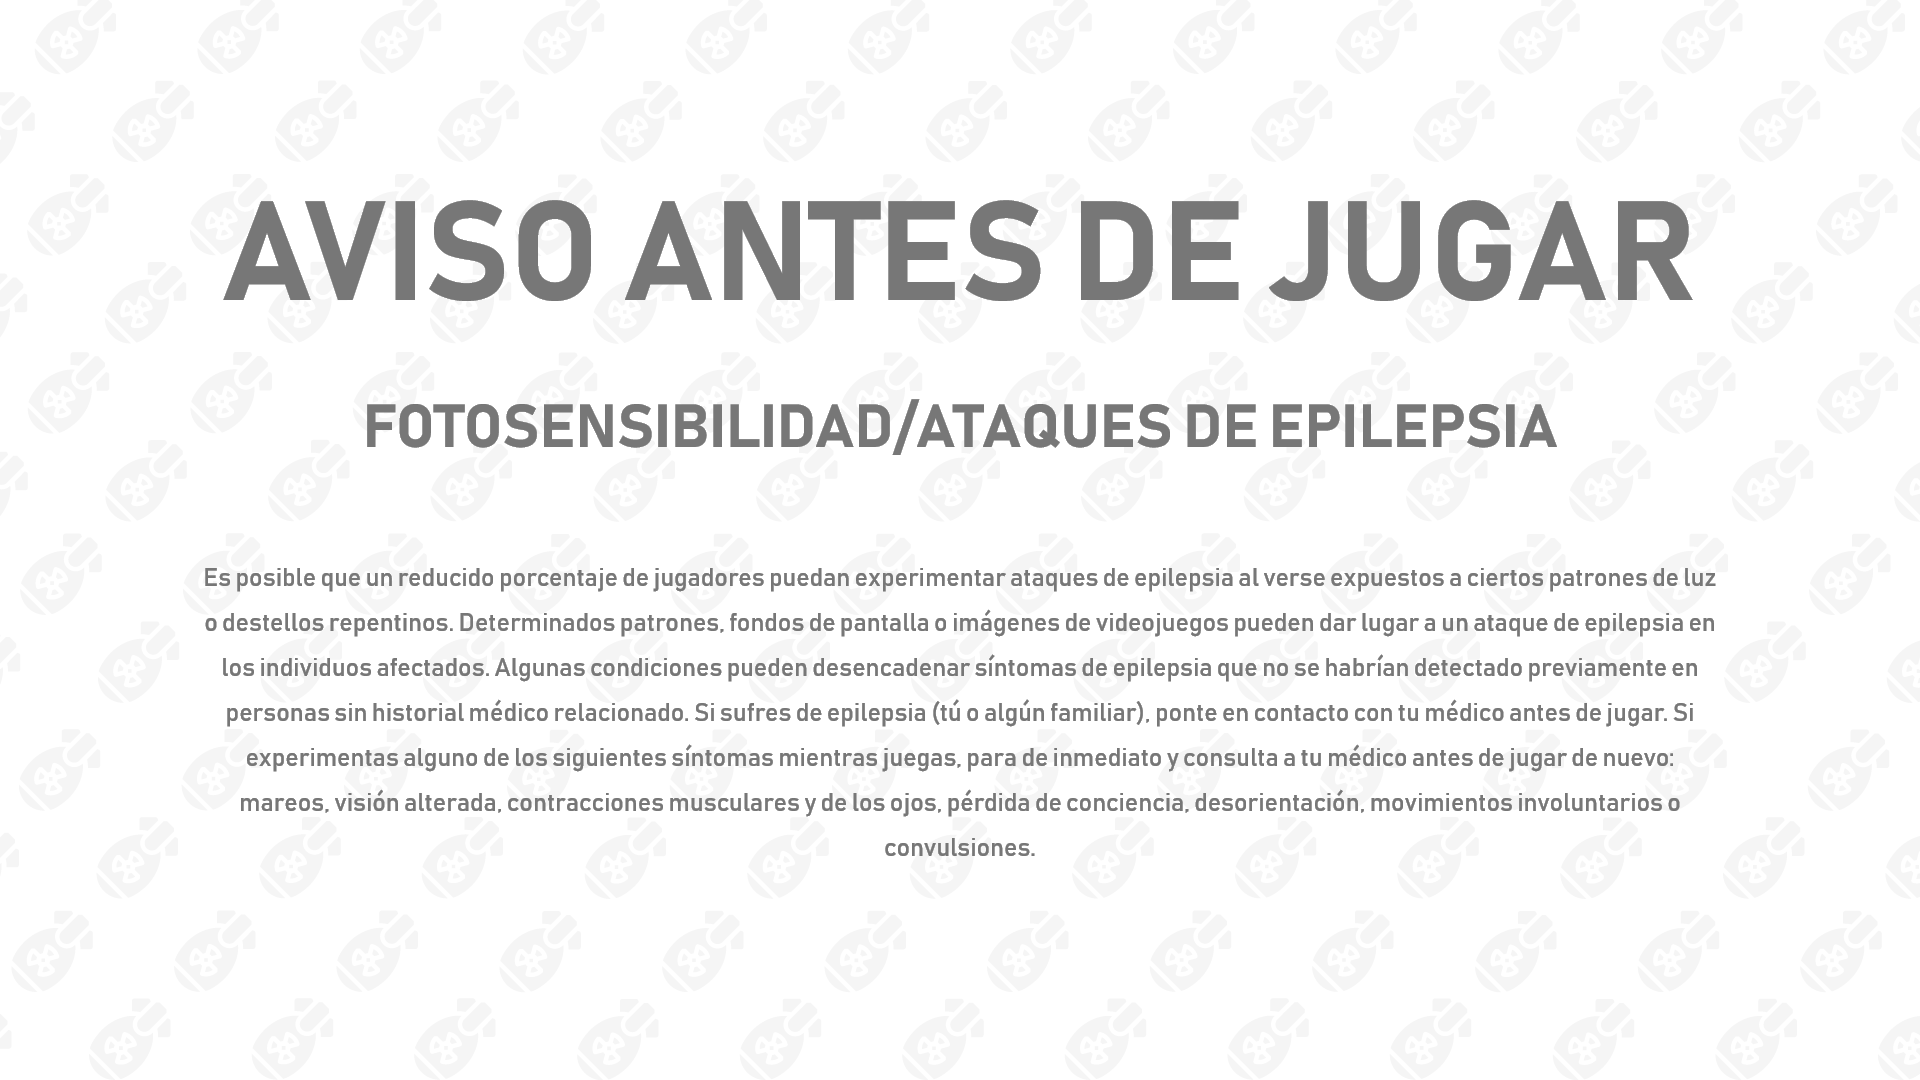 AVISO ANTES DE JUGAR
FOTOSENSIBILIDAD/ATAQUES DE EPILEPSIA
Es posible que un reducido porcentaje de jugadores puedan experimentar ataques de epilepsia al verse expuestos a ciertos patrones de luz
o destellos repentinos. Determinados patrones, fondos de pantalla o imágenes de videojuegos pueden dar lugar a un ataque de epilepsia en
los individuos afectados. Algunas condiciones pueden desencadenar síntomas de epilepsia que no se habrían detectado previamente en
personas sin historial médico relacionado. Si sufres de epilepsia (tú o algún familiar), ponte en contacto con tu médico antes de jugar. Si
experimentas alguno de los siguientes síntomas mientras juegas, para de inmediato y consulta a tu médico antes de jugar de nuevo:
mareos, visión alterada, contracciones musculares y de los ojos, pérdida de conciencia, desorientación, movimientos involuntarios o
convulsiones.